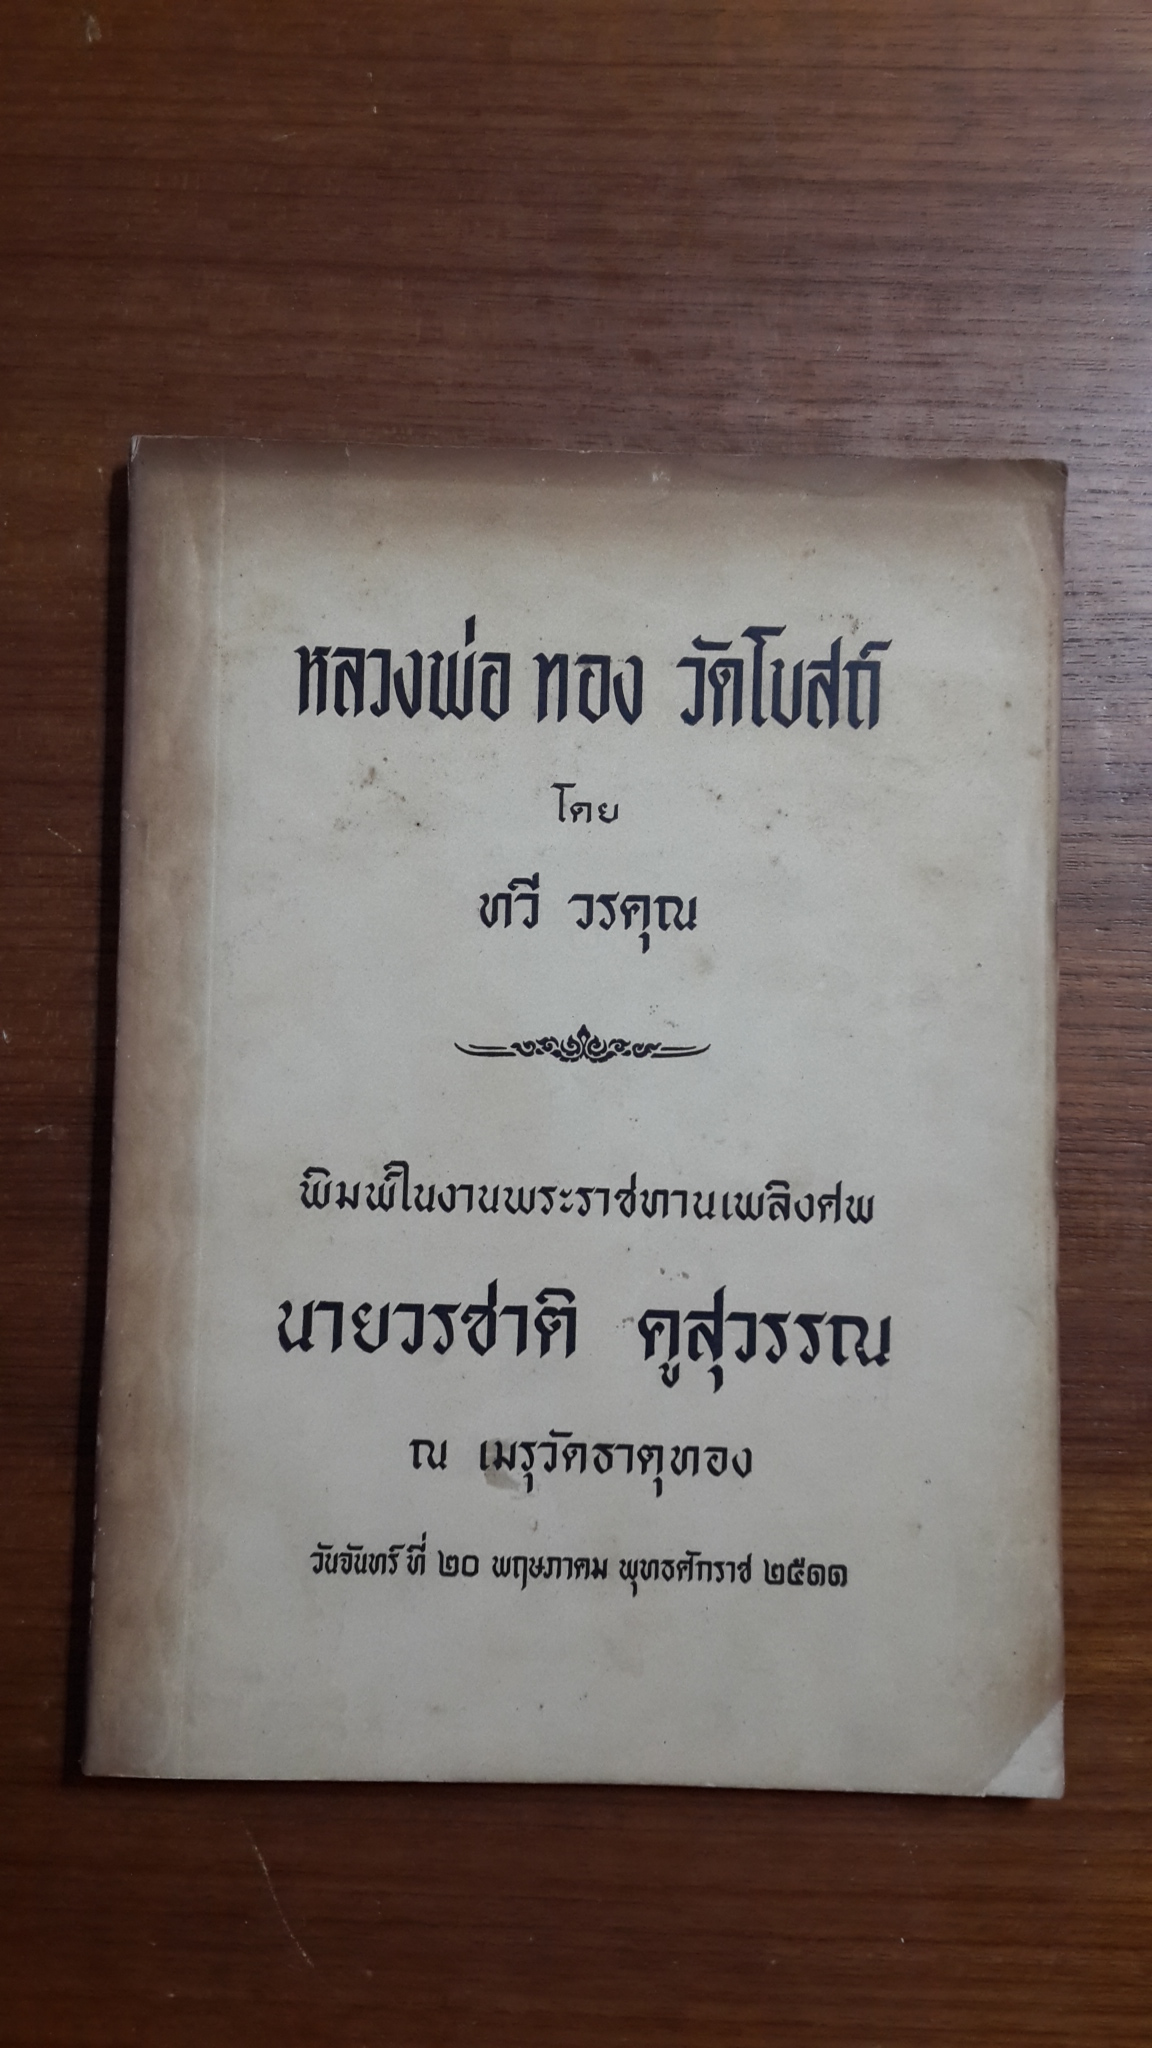 หลวงพ่อ ทอง วัดโบสถ์
โดย
ทวี วรคุณ
พิมพ์ในงานพระราชทานเพลิงศพ
นายวรชาติ คูสุวรรณ
ณ เมรุวัดธาตุทอง
วันจันทร์ ที่ ๒๐ พฤษภาคม พุทธศักราช ๒๕๑๑